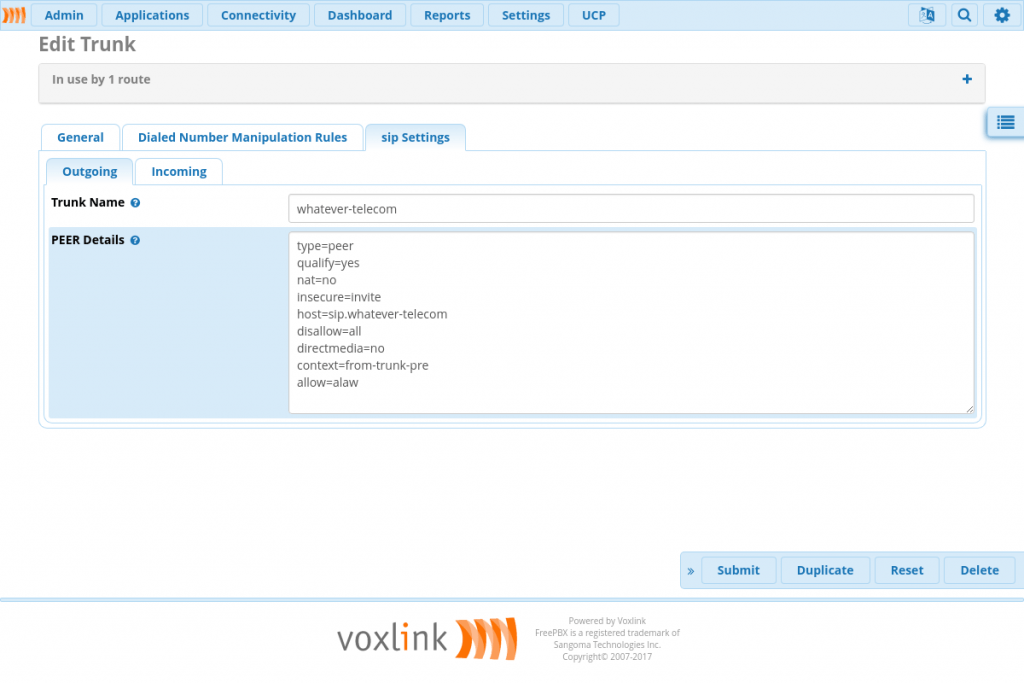 Admin Applications Connectivity Dashboard Reports Settings UCP
Edit Trunk
In use by 1 route
General Dialed Number Manipulation Rules sip Settings
Outgoing Incoming
Trunk Name
whatever-telecom
PEER Details
type=peer
qualify=yes
nat=no
insecure=invite
host=sip.whatever-telecom
disallow=all
directmedia=no
context=from-trunk-pre
allow=alaw
» Submit Duplicate Reset Delete
voxlink
Powered by Voxlink
FreePBX is a registered trademark of
Sangoma Technologies Inc.
Copyright© 2007-2017